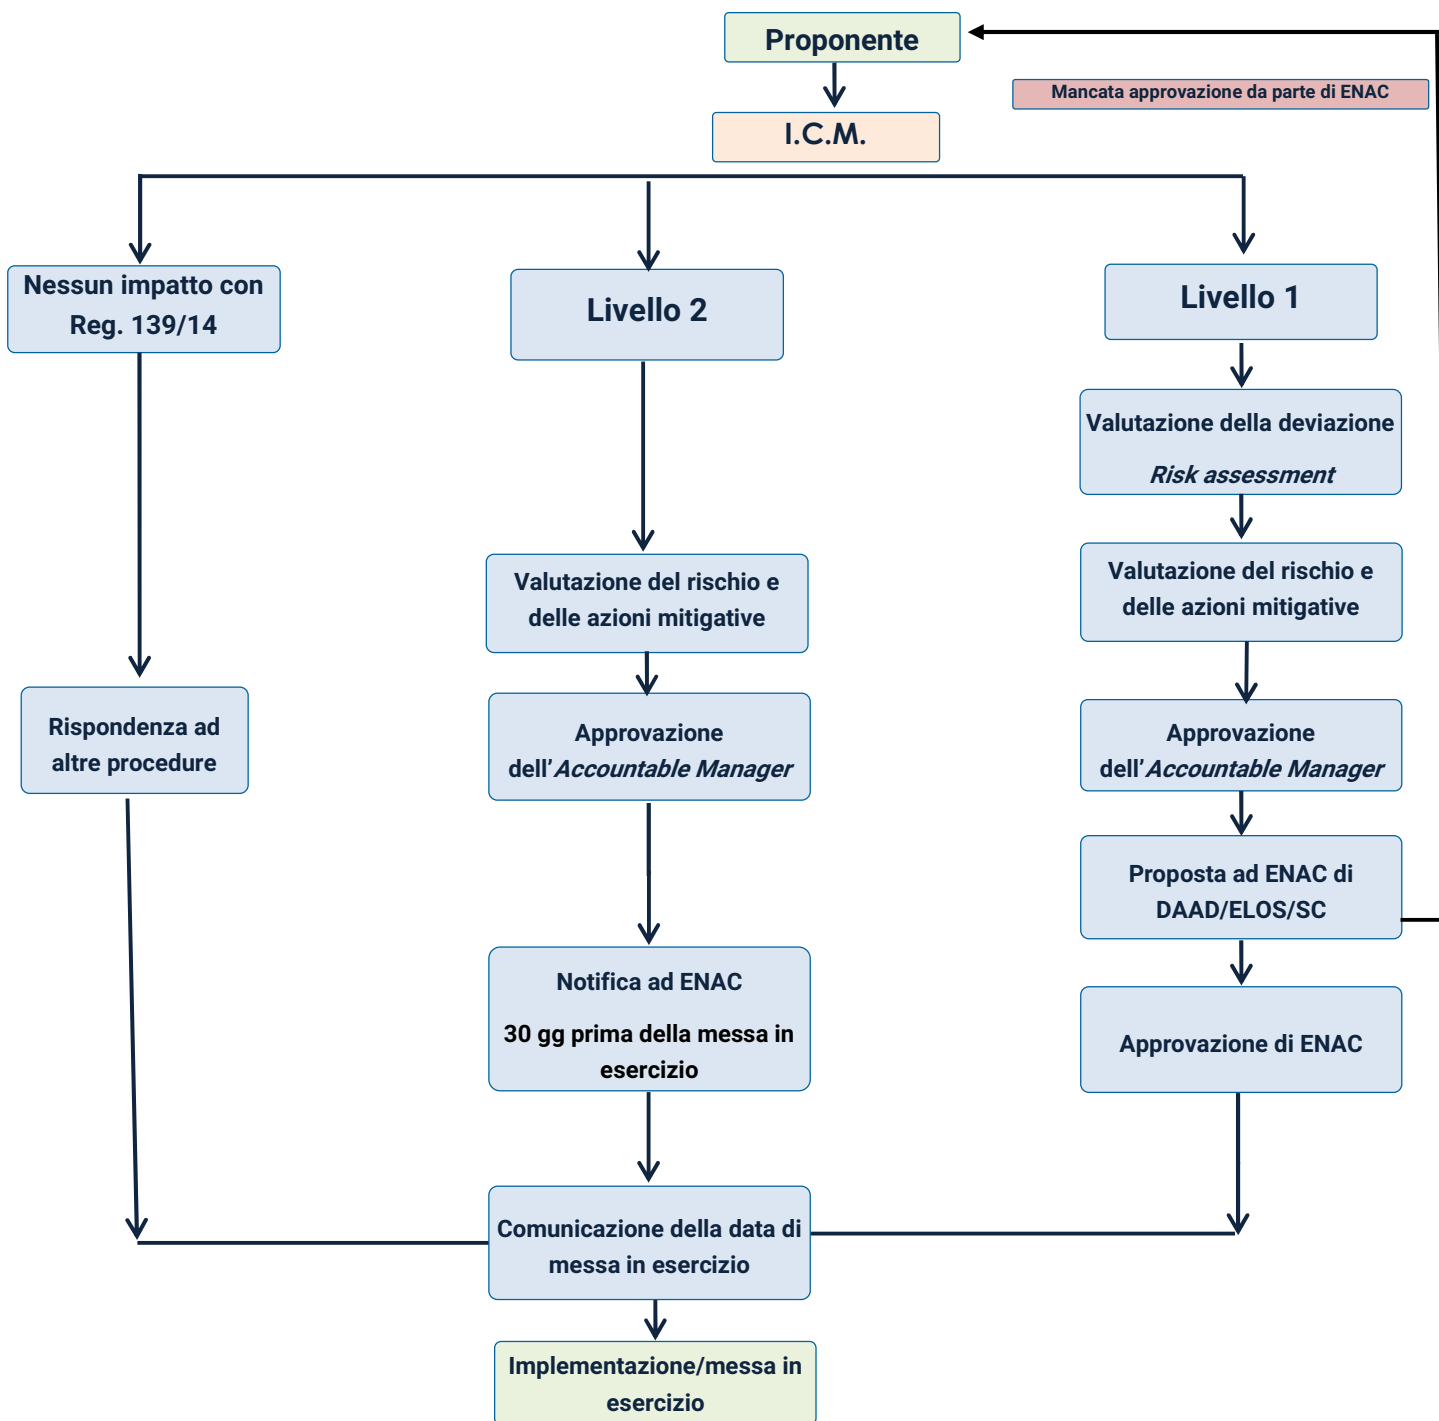 Proponente
Mancata approvazione da parte di ENAC
I.C.M.
Nessun impatto con
Reg. 139/14
Livello 2
Livello 1
Valutazione della deviazione
Risk assessment
Valutazione del rischio e
delle azioni mitigative
Valutazione del rischio e
delle azioni mitigative
Rispondenza ad
altre procedure
Approvazione
dell’Accountable Manager
Approvazione
dell’Accountable Manager
Proposta ad ENAC di
DAAD/ELOS/SC
Notifica ad ENAC
30 gg prima della messa in
esercizio
Approvazione di ENAC
Comunicazione della data di
messa in esercizio
Implementazione/messa in
esercizio